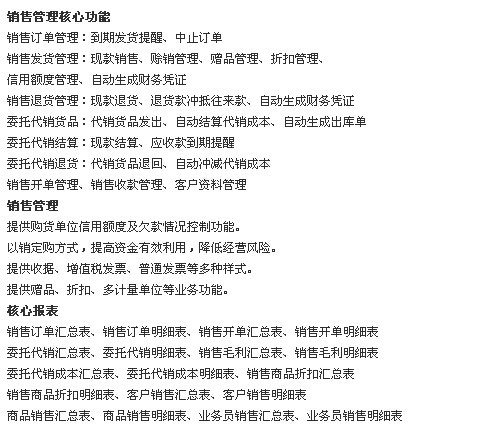 销售管理核心功能
销售订单管理：到期发货提醒、中止订单
销售发货管理：现款销售、赊销管理、赠品管理、折扣管理、
信用额度管理、自动生成财务凭证
销售退货管理：现款退货、退货款冲抵往来款、自动生成财务凭证
委托代销货品：代销货品发出、自动结算代销成本、自动生成出库单
委托代销结算：现款结算、应收款到期提醒
委托代销退货：代销货品退回、自动冲减代销成本
销售开单管理、销售收款管理、客户资料管理
销售管理
提供购货单位信用额度及欠款情况控制功能。
以销定购方式，提高资金有效利用，降低经营风险。
提供收据、增值税发票、普通发票等多种样式。
提供赠品、折扣、多计量单位等业务功能。
核心报表
销售订单汇总表、销售订单明细表、销售开单汇总表、销售开单明细表
委托代销汇总表、委托代销明细表、销售毛利汇总表、销售毛利明细表
委托代销成本汇总表、委托代销成本明细表、销售商品折扣汇总表
销售商品折扣明细表、客户销售汇总表、客户销售明细表
商品销售汇总表、商品销售明细表、业务员销售汇总表、业务员销售明细表